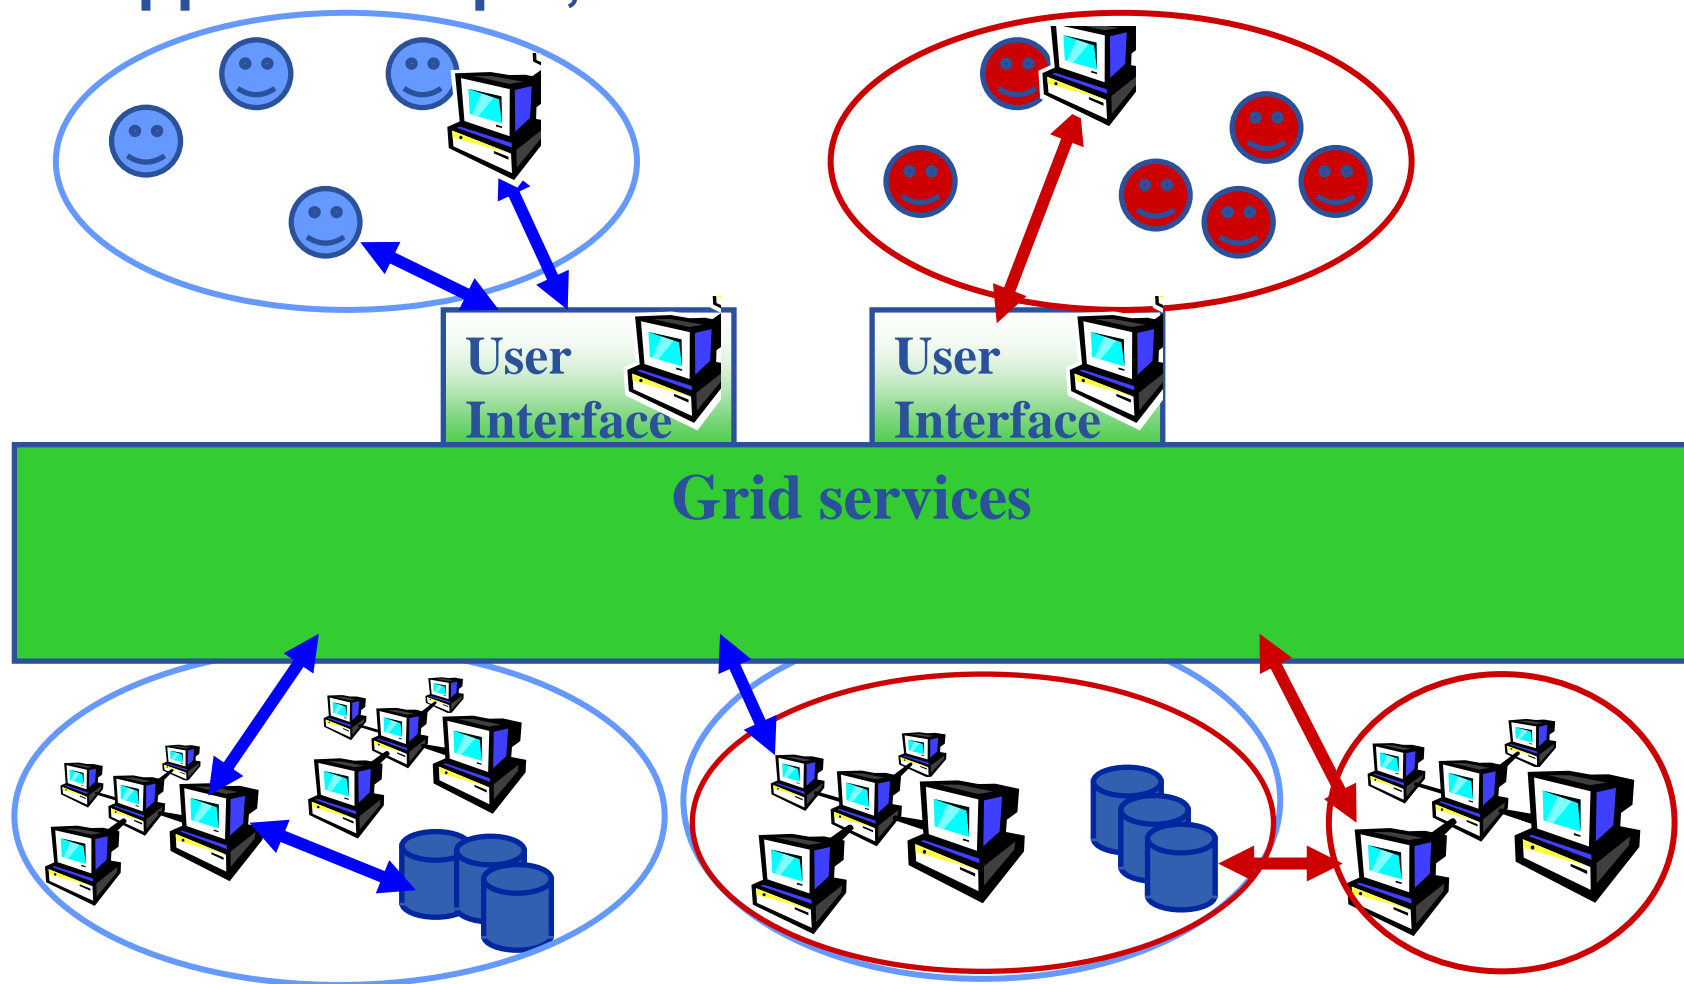 User
Interface
User
Interface
Grid services